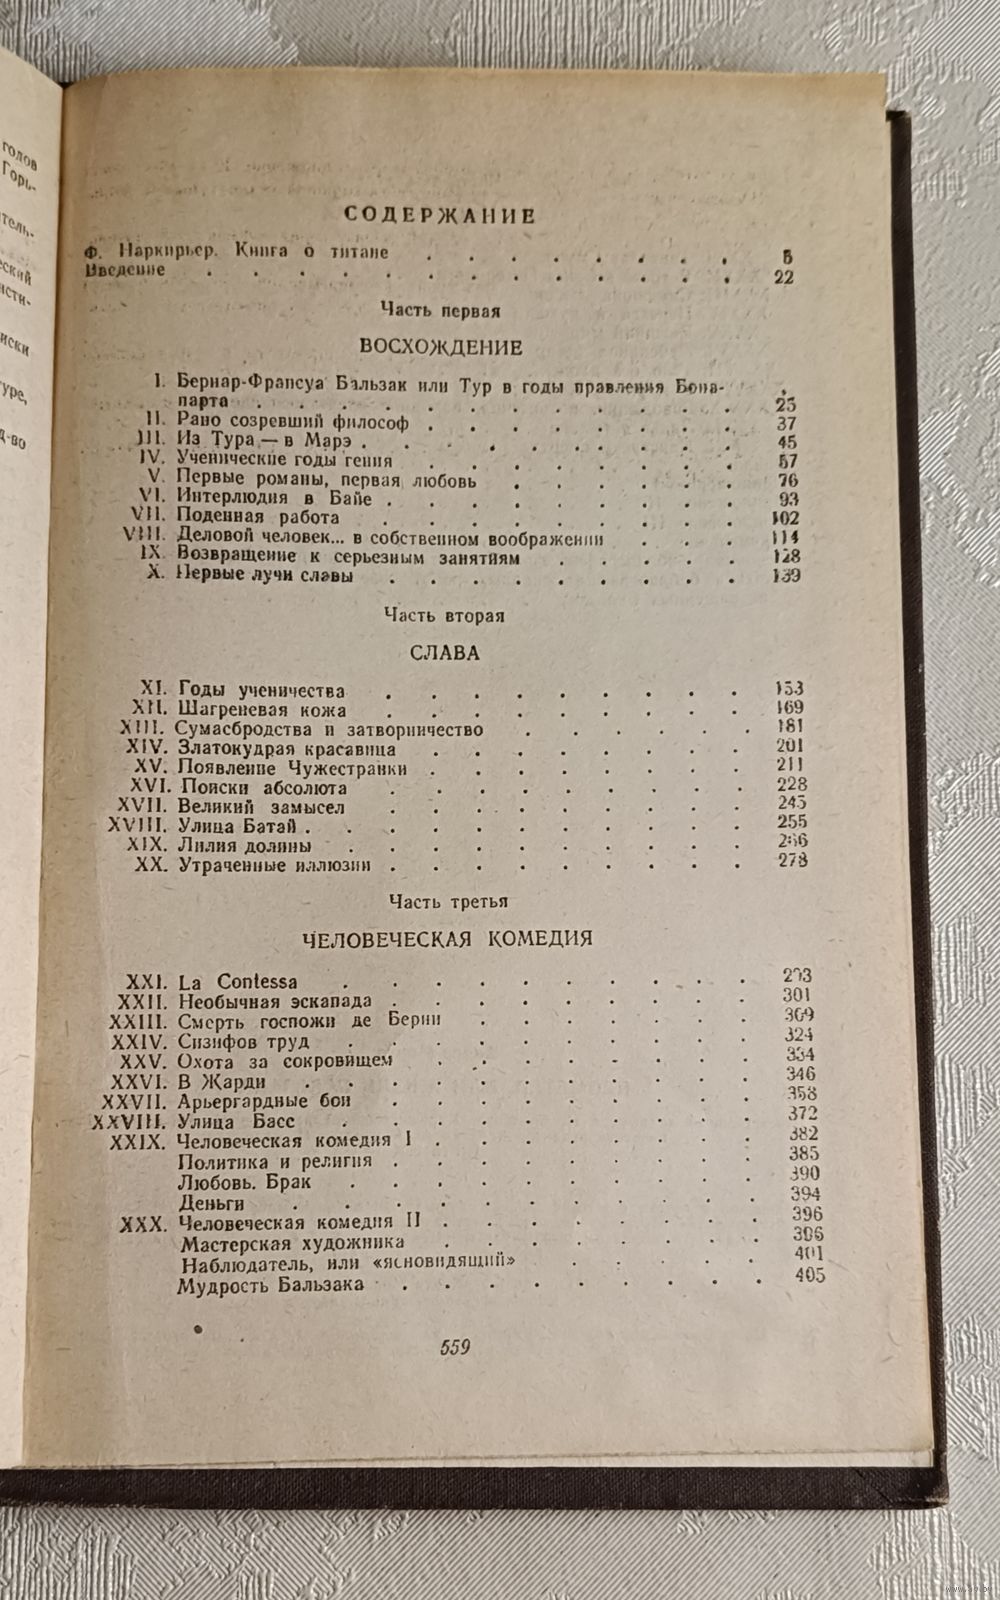 голов
Горь-
тель-
еский
исти-
иски
уре,
д-во
СОДЕРЖАНИЕ
Ф. Наркирьер. Книга о титане . . . . . . . . 5
Введение . . . . . . . . . . . . 22
Часть первая
ВОСХОЖДЕНИЕ
I. Бернар-Франсуа Бальзак или Тур в годы правления Бона-
парта . . . . . . . . . . . 25
II. Рано созревший философ . . . . . . . . 37
III. Из Тура — в Марэ . . . . . . . . . 45
IV. Ученические годы гения . . . . . . . . 57
V. Первые романы, первая любовь . . . . . . 76
VI. Интерлюдия в Байе . . . . . . . . . 93
VII. Поденная работа . . . . . . . . . 102
VIII. Деловой человек... в собственном воображении . . . 114
IX. Возвращение к серьезным занятиям . . . . . 128
X. Первые лучи славы . . . . . . . . . 139
Часть вторая
СЛАВА
XI. Годы ученичества . . . . . . . . . 153
XII. Шагреневая кожа . . . . . . . . . 169
XIII. Сумасбродства и затворничество . . . . . . 181
XIV. Златокудрая красавица . . . . . . . . 201
XV. Появление Чужестранки . . . . . . . . 211
XVI. Поиски абсолюта . . . . . . . . . 228
XVII. Великий замысел . . . . . . . . . 245
XVIII. Улица Батай . . . . . . . . . . . 255
XIX. Лилия долины . . . . . . . . . . 266
XX. Утраченные иллюзии . . . . . . . . . 278
Часть третья
ЧЕЛОВЕЧЕСКАЯ КОМЕДИЯ
XXI. La Contessa . . . . . . . . . . 293
XXII. Необычная эскапада . . . . . . . . . 301
XXIII. Смерть госпожи де Берни . . . . . . . 309
XXIV. Сизифов труд . . . . . . . . . . 324
XXV. Охота за сокровищем . . . . . . . . 334
XXVI. В Жарди . . . . . . . . . . . 346
XXVII. Арьергардные бои . . . . . . . . . 358
XXVIII. Улица Басс . . . . . . . . . . 372
XXIX. Человеческая комедия I . . . . . . . . 382
Политика и религия . . . . . . . . . 385
Любовь. Брак . . . . . . . . . . 390
Деньги . . . . . . . . . . . 394
XXX. Человеческая комедия II . . . . . . . . 396
Мастерская художника . . . . . . . . 396
Наблюдатель, или «ясновидящий» . . . . . 401
Мудрость Бальзака . . . . . . . . . 405
559